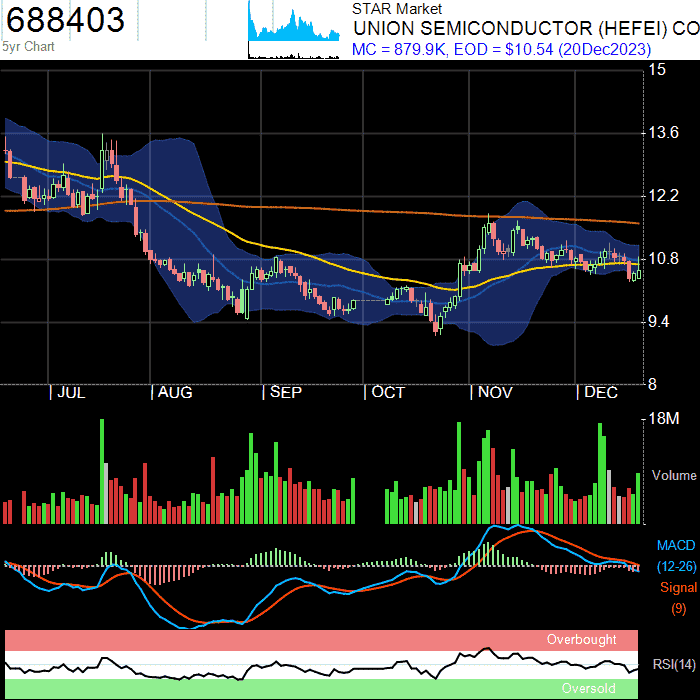 688403
5yr Chart
STAR Market
UNION SEMICONDUCTOR (HEFEI) CO
MC = 879.9K, EOD = $10.54 (20Dec2023)
15
13.6
12.2
10.8
9.4
8
JUL
AUG
SEP
OCT
NOV
DEC
18M
Volume
MACD
(12-26)
Signal
(9)
Overbought
RSI(14)
Oversold